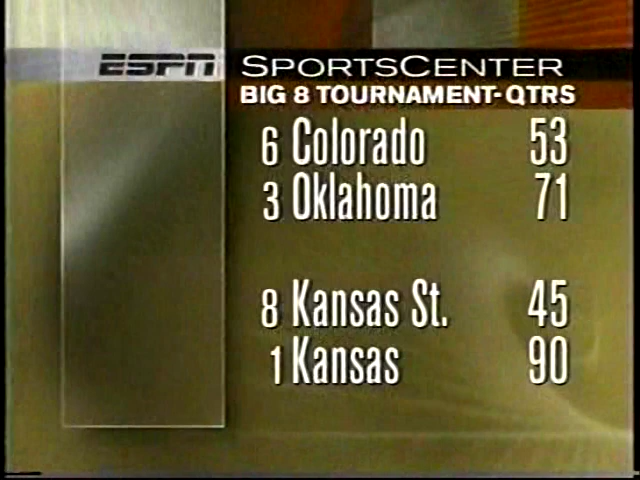 ESPN SPORTSCENTER
BIG 8 TOURNAMENT-QTRS
6 Colorado 53
3 Oklahoma 71
8 Kansas St. 45
1 Kansas 90